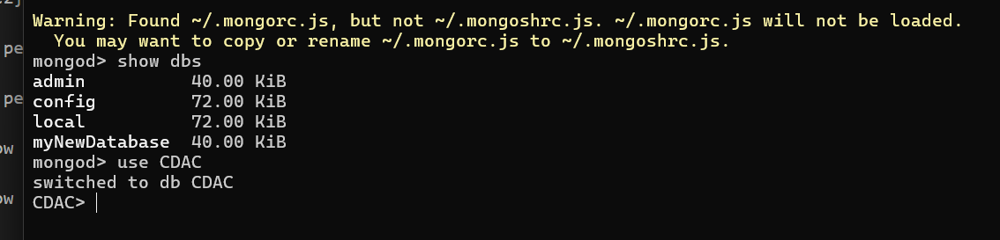 Warning: Found ~/.mongorc.js, but not ~/.mongoshrc.js. ~/.mongorc.js will not be loaded.
You may want to copy or rename ~/.mongorc.js to ~/.mongoshrc.js.
mongod> show dbs
admin 40.00 KiB
config 72.00 KiB
local 72.00 KiB
myNewDatabase 40.00 KiB
mongod> use CDAC
switched to db CDAC
CDAC>